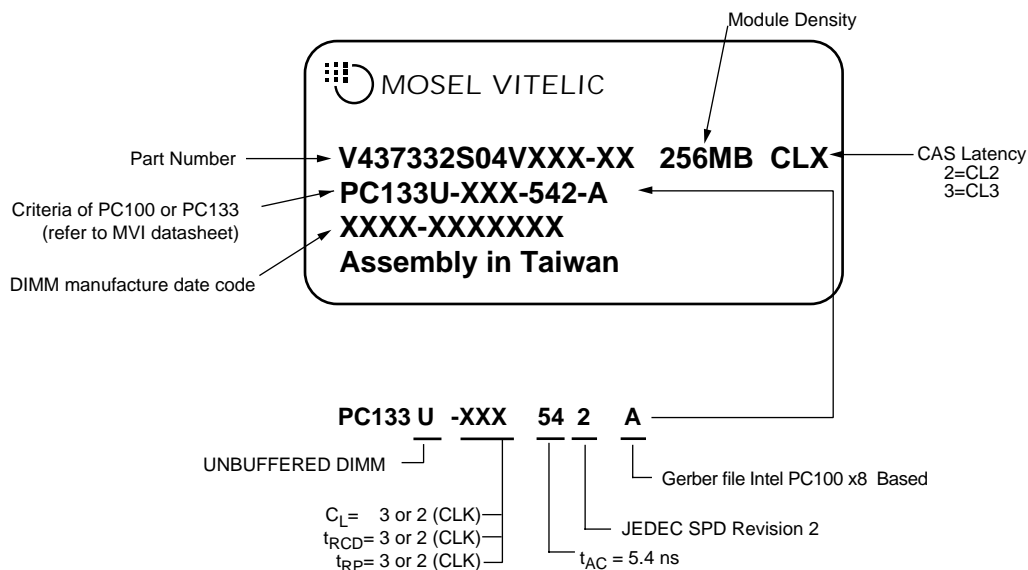 Module Density
MOSEL VITELIC
Part Number
V437332S04VXXX-XX 256MB CLX
CAS Latency
2=CL2
3=CL3
Criteria of PC100 or PC133
(refer to MVI datasheet)
PC133U-XXX-542-A
XXXX-XXXXXXX
DIMM manufacture date code
Assembly in Taiwan
PC133 U -XXX 54 2 A
UNBUFFERED DIMM
Gerber file Intel PC100 x8 Based
CL= 3 or 2 (CLK)
tRCD= 3 or 2 (CLK)
tRP= 3 or 2 (CLK)
JEDEC SPD Revision 2
tAC = 5.4 ns